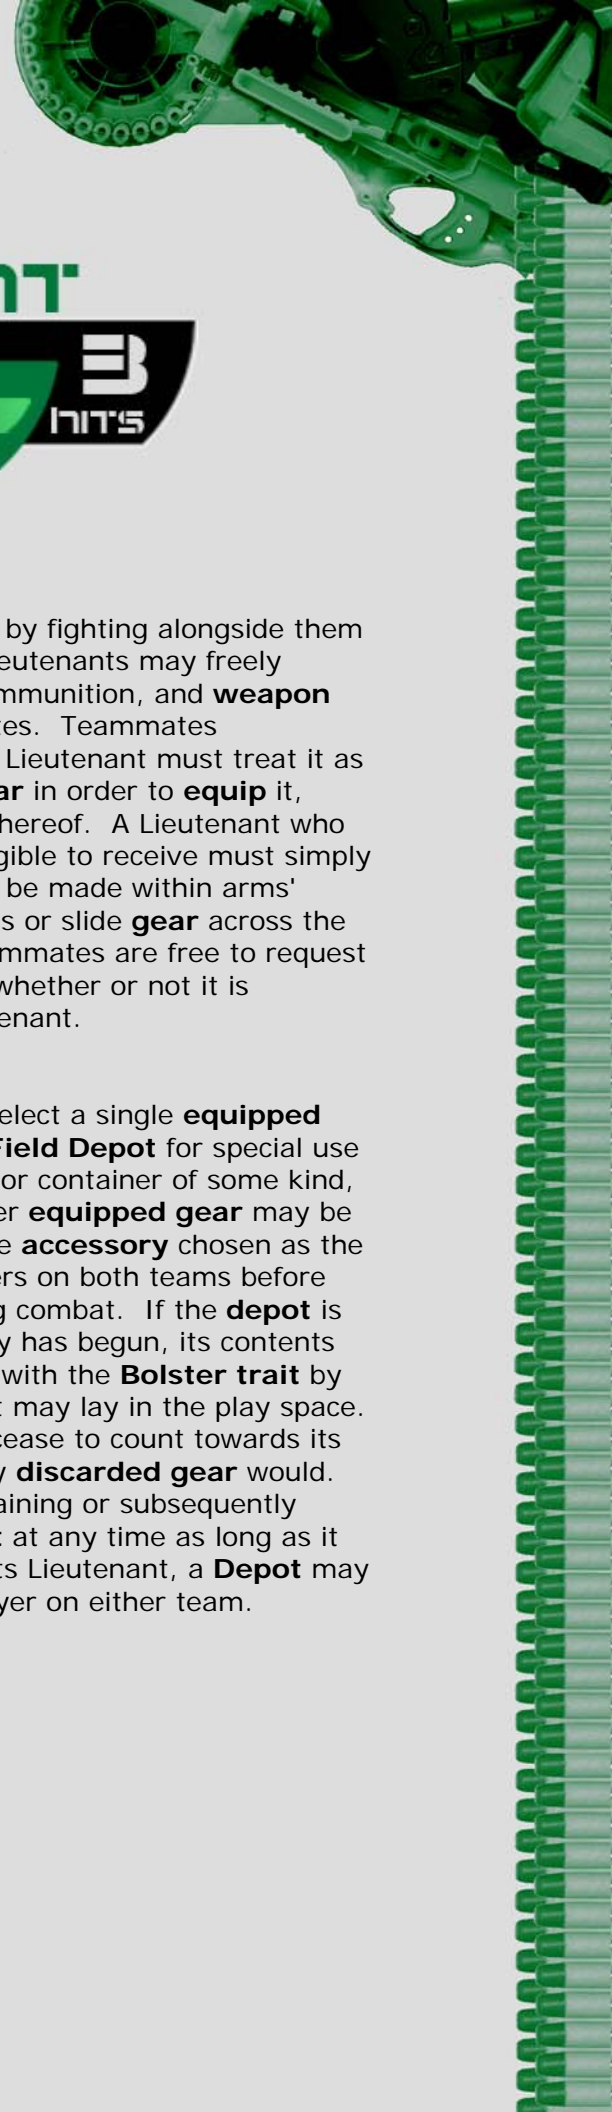 NT
3
HITS
by fighting alongside them
eutenants may freely
mmunition, and weapon
tes. Teammates
Lieutenant must treat it as
ar in order to equip it,
hereof. A Lieutenant who
gible to receive must simply
be made within arms'
s or slide gear across the
mmates are free to request
whether or not it is
enant.
elect a single equipped
Field Depot for special use
or container of some kind,
er equipped gear may be
e accessory chosen as the
ers on both teams before
g combat. If the depot is
y has begun, its contents
with the Bolster trait by
t may lay in the play space.
cease to count towards its
y discarded gear would.
aining or subsequently
t at any time as long as it
ts Lieutenant, a Depot may
yer on either team.